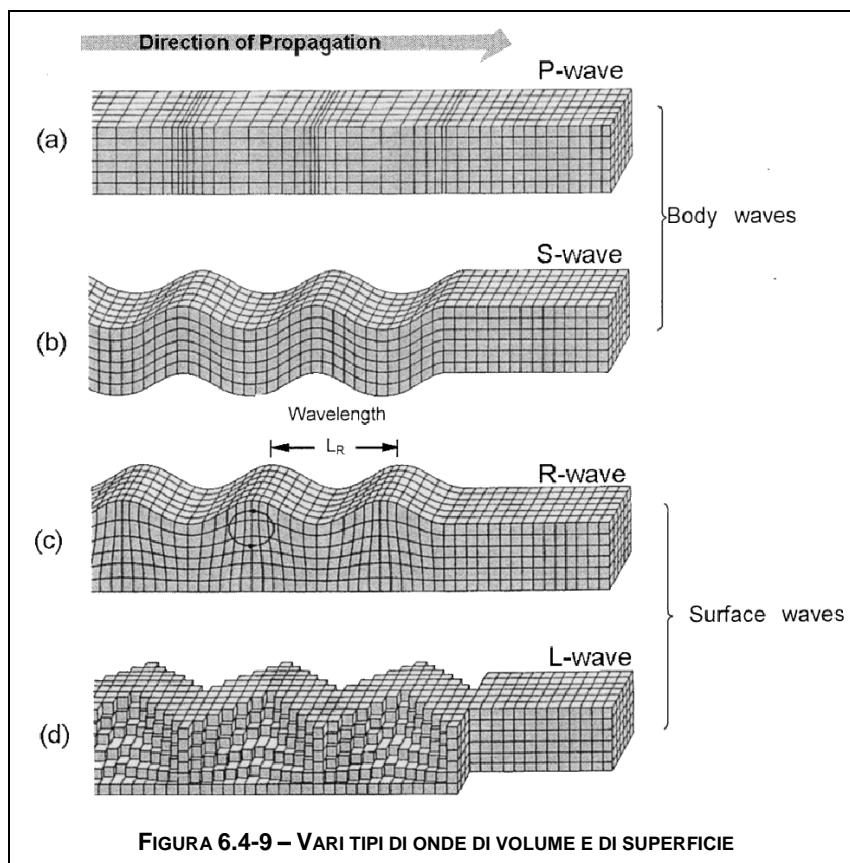 Direction of Propagation
P-wave
(a)
Body waves
S-wave
(b)
Wavelength
L_R
R-wave
(c)
Surface waves
L-wave
(d)
FIGURA 6.4-9 – VARI TIPI DI ONDE DI VOLUME E DI SUPERFICIE